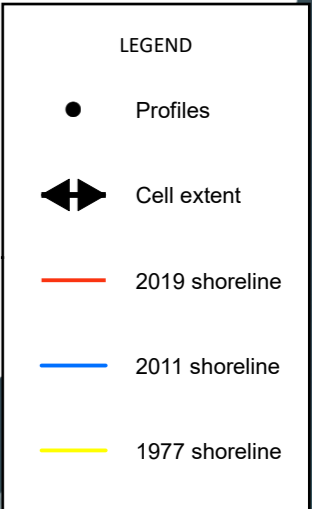 LEGEND
Profiles
Cell extent
2019 shoreline
2011 shoreline
1977 shoreline